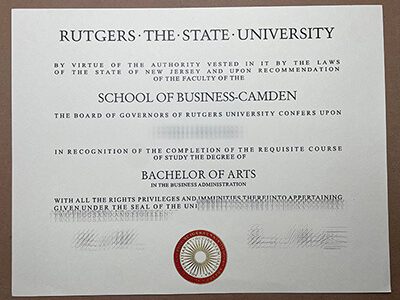 RUTGERS·THE·STATE·UNIVERSITY
BY VIRTUE OF THE AUTHORITY VESTED IN IT BY THE LAWS
OF THE STATE OF NEW JERSEY AND UPON RECOMMENDATION
OF THE FACULTY OF THE
SCHOOL OF BUSINESS-CAMDEN
THE BOARD OF GOVERNORS OF RUTGERS UNIVERSITY CONFERS UPON
IN RECOGNITION OF THE COMPLETION OF THE REQUISITE COURSE
OF STUDY THE DEGREE OF
BACHELOR OF ARTS
IN THE BUSINESS ADMINISTRATION
WITH ALL THE RIGHTS PRIVILEGES AND IMMUNITIES THEREUNTO APPERTAINING
GIVEN UNDER THE SEAL OF THE